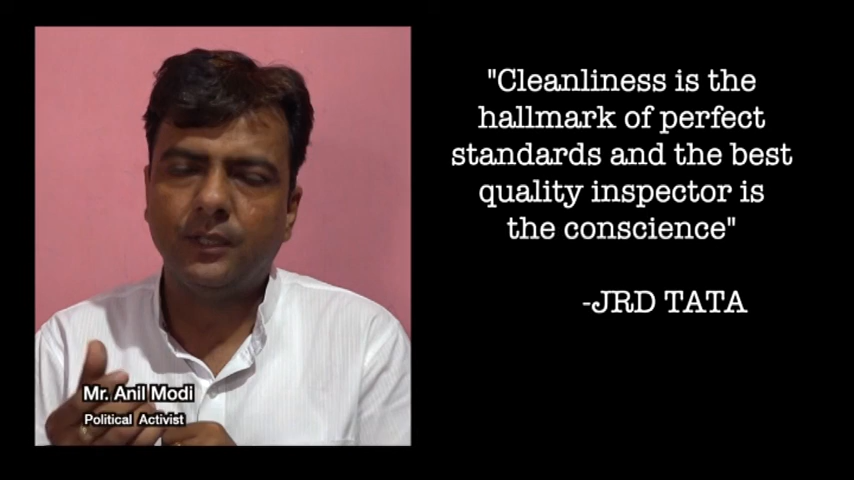 "Cleanliness is the
hallmark of perfect
standards and the best
quality inspector is
the conscience"
-JRD TATA
Mr. Anil Modi
Political Activist